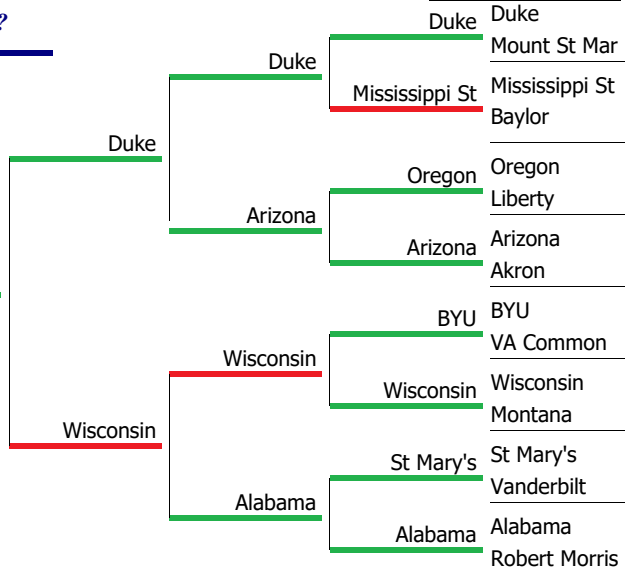 ?
Duke
Duke
Mount St Mar
Duke
Mississippi St
Mississippi St
Baylor
Duke
Oregon
Oregon
Liberty
Arizona
Arizona
Arizona
Akron
BYU
BYU
VA Common
Wisconsin
Wisconsin
Wisconsin
Montana
Wisconsin
St Mary's
St Mary's
Vanderbilt
Alabama
Alabama
Alabama
Robert Morris